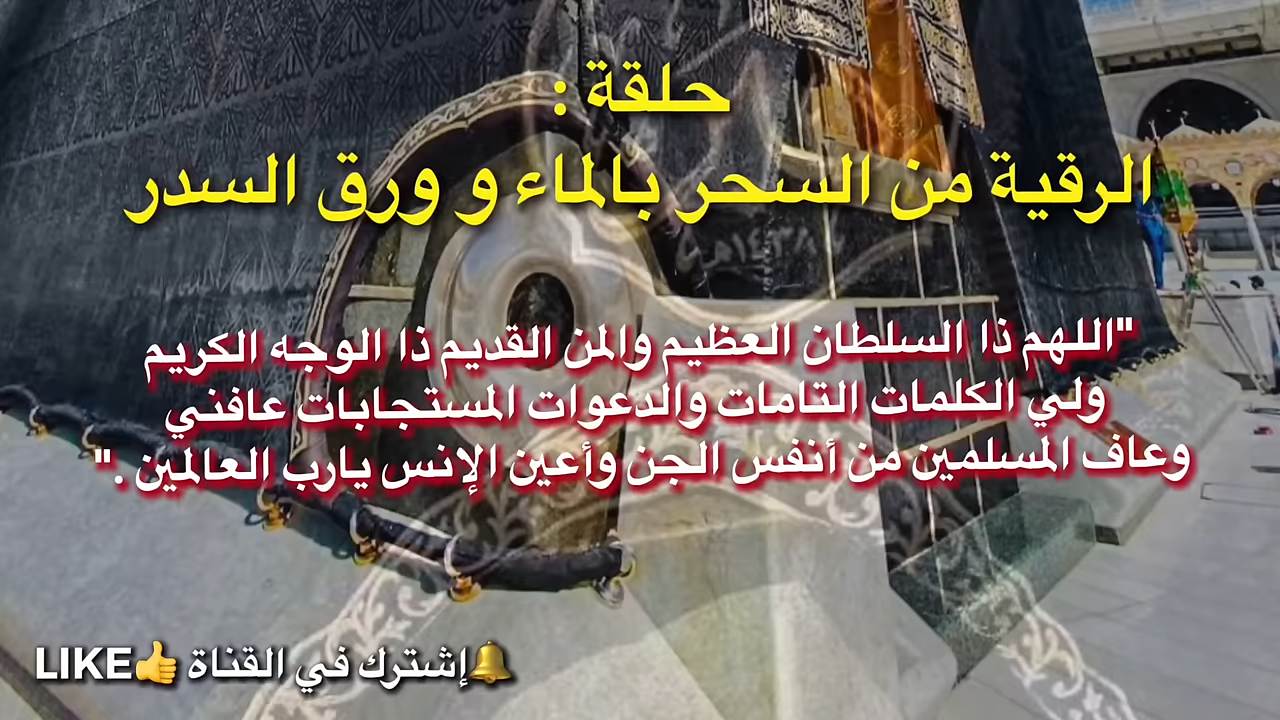 حلقة :
الرقية من السحر بالماء و ورق السدر
١٤٣٨هـ
"اللهم ذا السلطان العظيم والمن القديم ذا الوجه الكريم
ولي الكلمات التامات والدعوات المستجابات عافني
وعاف المسلمين من أنفس الجن وأعين الإنس يارب العالمين ."
LIKE👍إشترك في القناة🔔